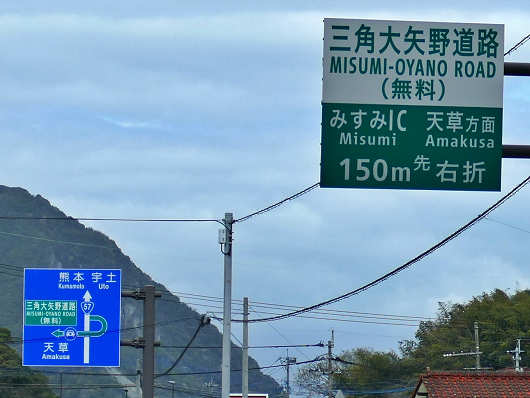 三角大矢野道路
MISUMI-OYANO ROAD
(無料)
みすみIC 天草方面
Misumi Amakusa
150m先右折
熊本 宇土
Kumamoto Uto
三角大矢野道路
MISUMI-OYANO ROAD
(無料)
57
天草
Amakusa